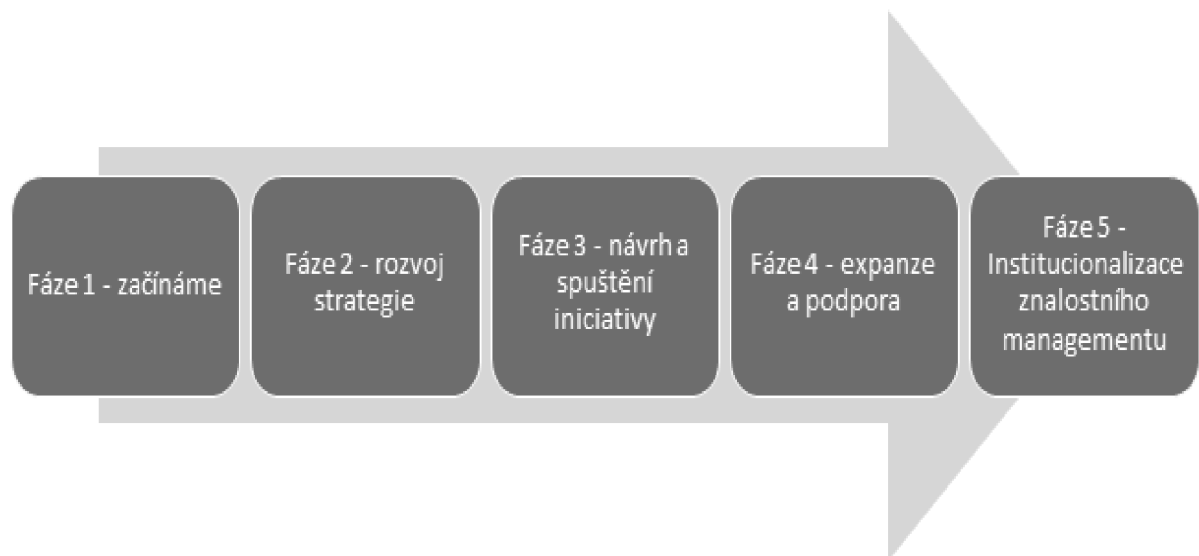 Fáze 1 - začínáme
Fáze 2 - rozvoj
strategie
Fáze 3 - návrh a
spuštění
iniciativy
Fáze 4 - expanze
a podpora
Fáze 5 -
Institucionalizace
znalostního
managementu